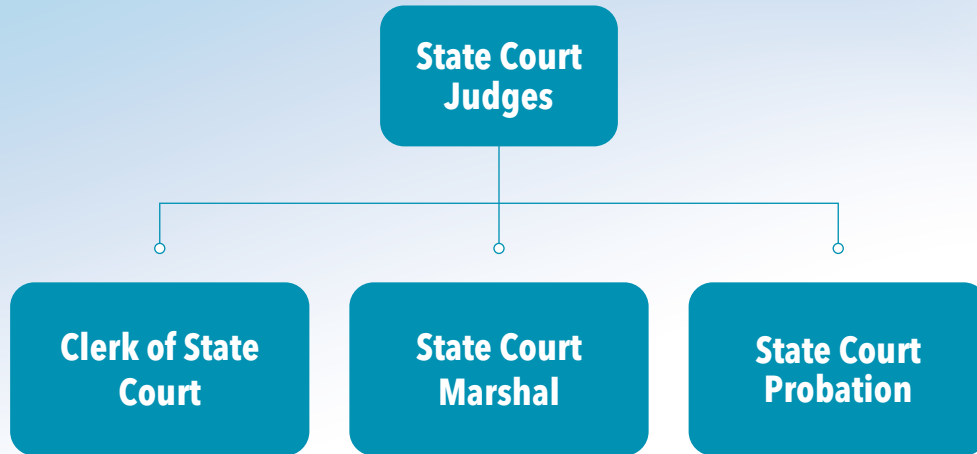 State Court
Judges
Clerk of State
Court
State Court
Marshal
State Court
Probation